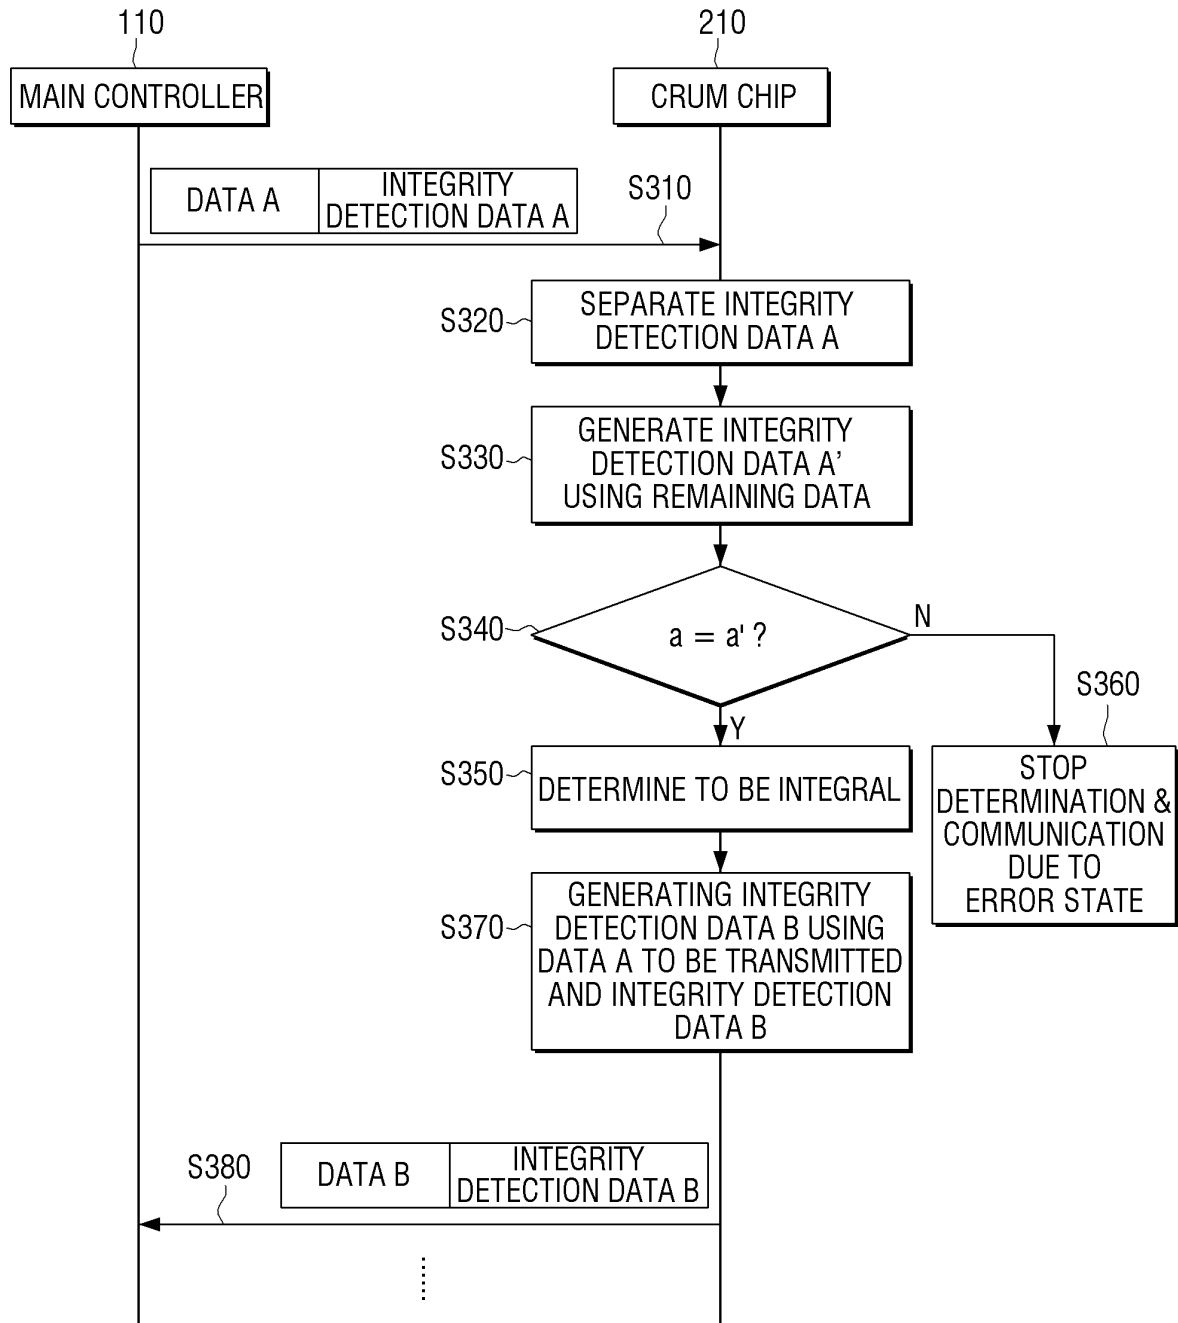 110
210
MAIN CONTROLLER
CRUM CHIP
DATA A
INTEGRITY
DETECTION DATA A
S310
S320
SEPARATE INTEGRITY
DETECTION DATA A
S330
GENERATE INTEGRITY
DETECTION DATA A'
USING REMAINING DATA
S340
a = a' ?
N
Y
S360
S350
DETERMINE TO BE INTEGRAL
STOP
DETERMINATION &
COMMUNICATION
DUE TO
ERROR STATE
S370
GENERATING INTEGRITY
DETECTION DATA B USING
DATA A TO BE TRANSMITTED
AND INTEGRITY DETECTION
DATA B
S380
DATA B
INTEGRITY
DETECTION DATA B